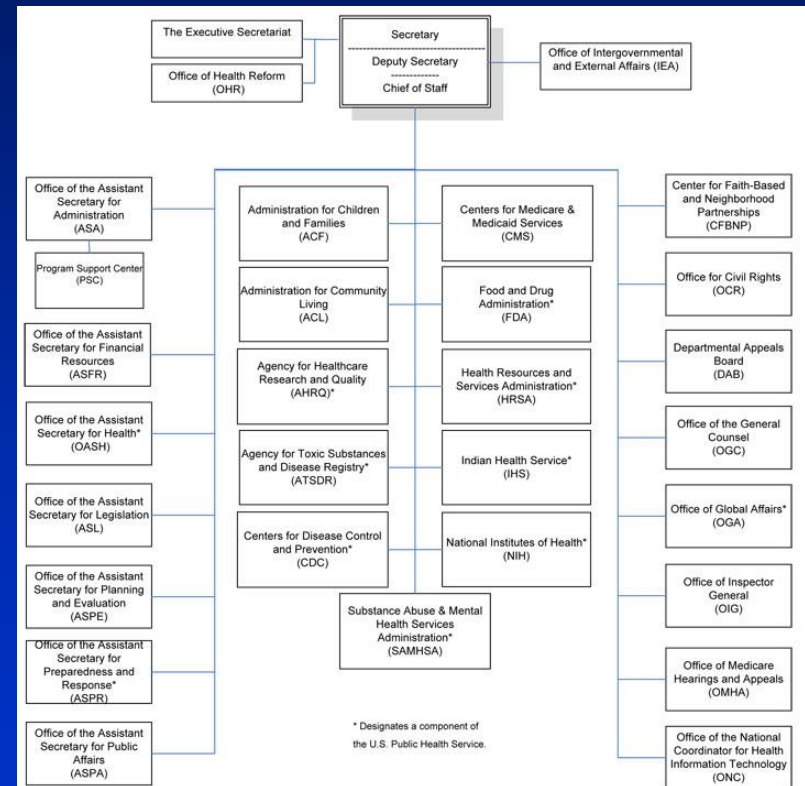 The Executive Secretariat
Office of Health Reform
(OHR)
Secretary
Deputy Secretary
Chief of Staff
Office of Intergovernmental
and External Affairs (IEA)
Office of the Assistant
Secretary for
Administration
(ASA)
Program Support Center
(PSC)
Office of the Assistant
Secretary for Financial
Resources
(ASFR)
Office of the Assistant
Secretary for Health*
(OASH)
Office of the Assistant
Secretary for Legislation
(ASL)
Office of the Assistant
Secretary for Planning
and Evaluation
(ASPE)
Office of the Assistant
Secretary for
Preparedness and
Response*
(ASPR)
Office of the Assistant
Secretary for Public
Affairs
(ASPA)
Administration for Children
and Families
(ACF)
Administration for Community
Living
(ACL)
Agency for Healthcare
Research and Quality
(AHRQ)*
Agency for Toxic Substances
and Disease Registry*
(ATSDR)
Centers for Disease Control
and Prevention*
(CDC)
Centers for Medicare &
Medicaid Services
(CMS)
Food and Drug
Administration*
(FDA)
Health Resources and
Services Administration*
(HRSA)
Indian Health Service*
(IHS)
National Institutes of Health*
(NIH)
Substance Abuse & Mental
Health Services
Administration*
(SAMHSA)
* Designates a component of
the U.S. Public Health Service.
Center for Faith-Based
and Neighborhood
Partnerships
(CFBNP)
Office for Civil Rights
(OCR)
Departmental Appeals
Board
(DAB)
Office of the General
Counsel
(OGC)
Office of Global Affairs*
(OGA)
Office of Inspector
General
(OIG)
Office of Medicare
Hearings and Appeals
(OMHA)
Office of the National
Coordinator for Health
Information Technology
(ONC)